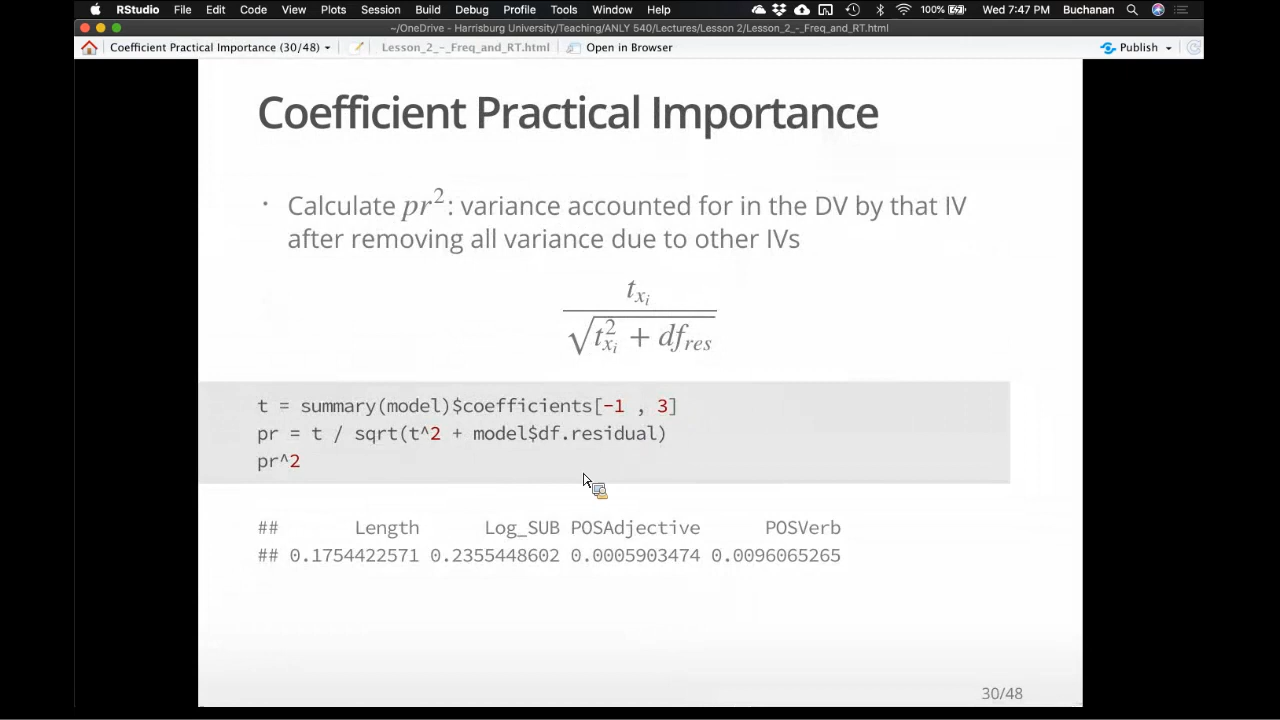 RStudio File Edit Code View Plots Session Build Debug Profile Tools Window Help 100% Wed 7:47 PM Buchanan
~/OneDrive - Harrisburg University/Teaching/ANLY 540/Lectures/Lesson 2/Lesson_2_-_Freq_and_RT.html
Coefficient Practical Importance (30/48) Lesson_2_-_Freq_and_RT.html Open in Browser Publish
Coefficient Practical Importance
· Calculate pr²: variance accounted for in the DV by that IV
after removing all variance due to other IVs
t_{x_i}
√t²_{x_i} + df_{res}
t = summary(model)$coefficients[-1 , 3]
pr = t / sqrt(t^2 + model$df.residual)
pr^2
## Length Log_SUB POSAdjective POSVerb
## 0.1754422571 0.2355448602 0.0005903474 0.0096065265
30/48